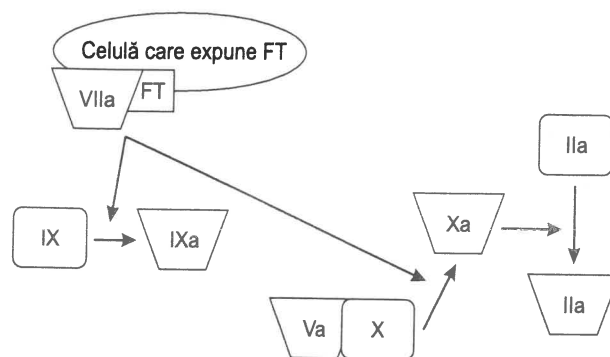 Celulă care expune FT
VIIa
FT
IIa
IX
IXa
Xa
Va
X
IIa